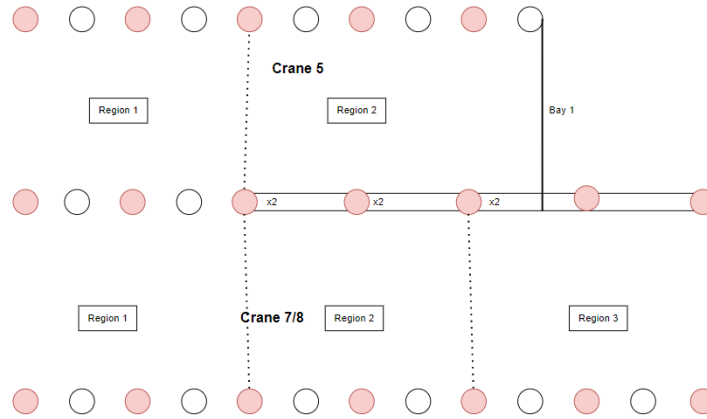 Crane 5
Region 1
Region 2
Bay 1
x2
x2
x2
Region 1
Crane 7/8
Region 2
Region 3